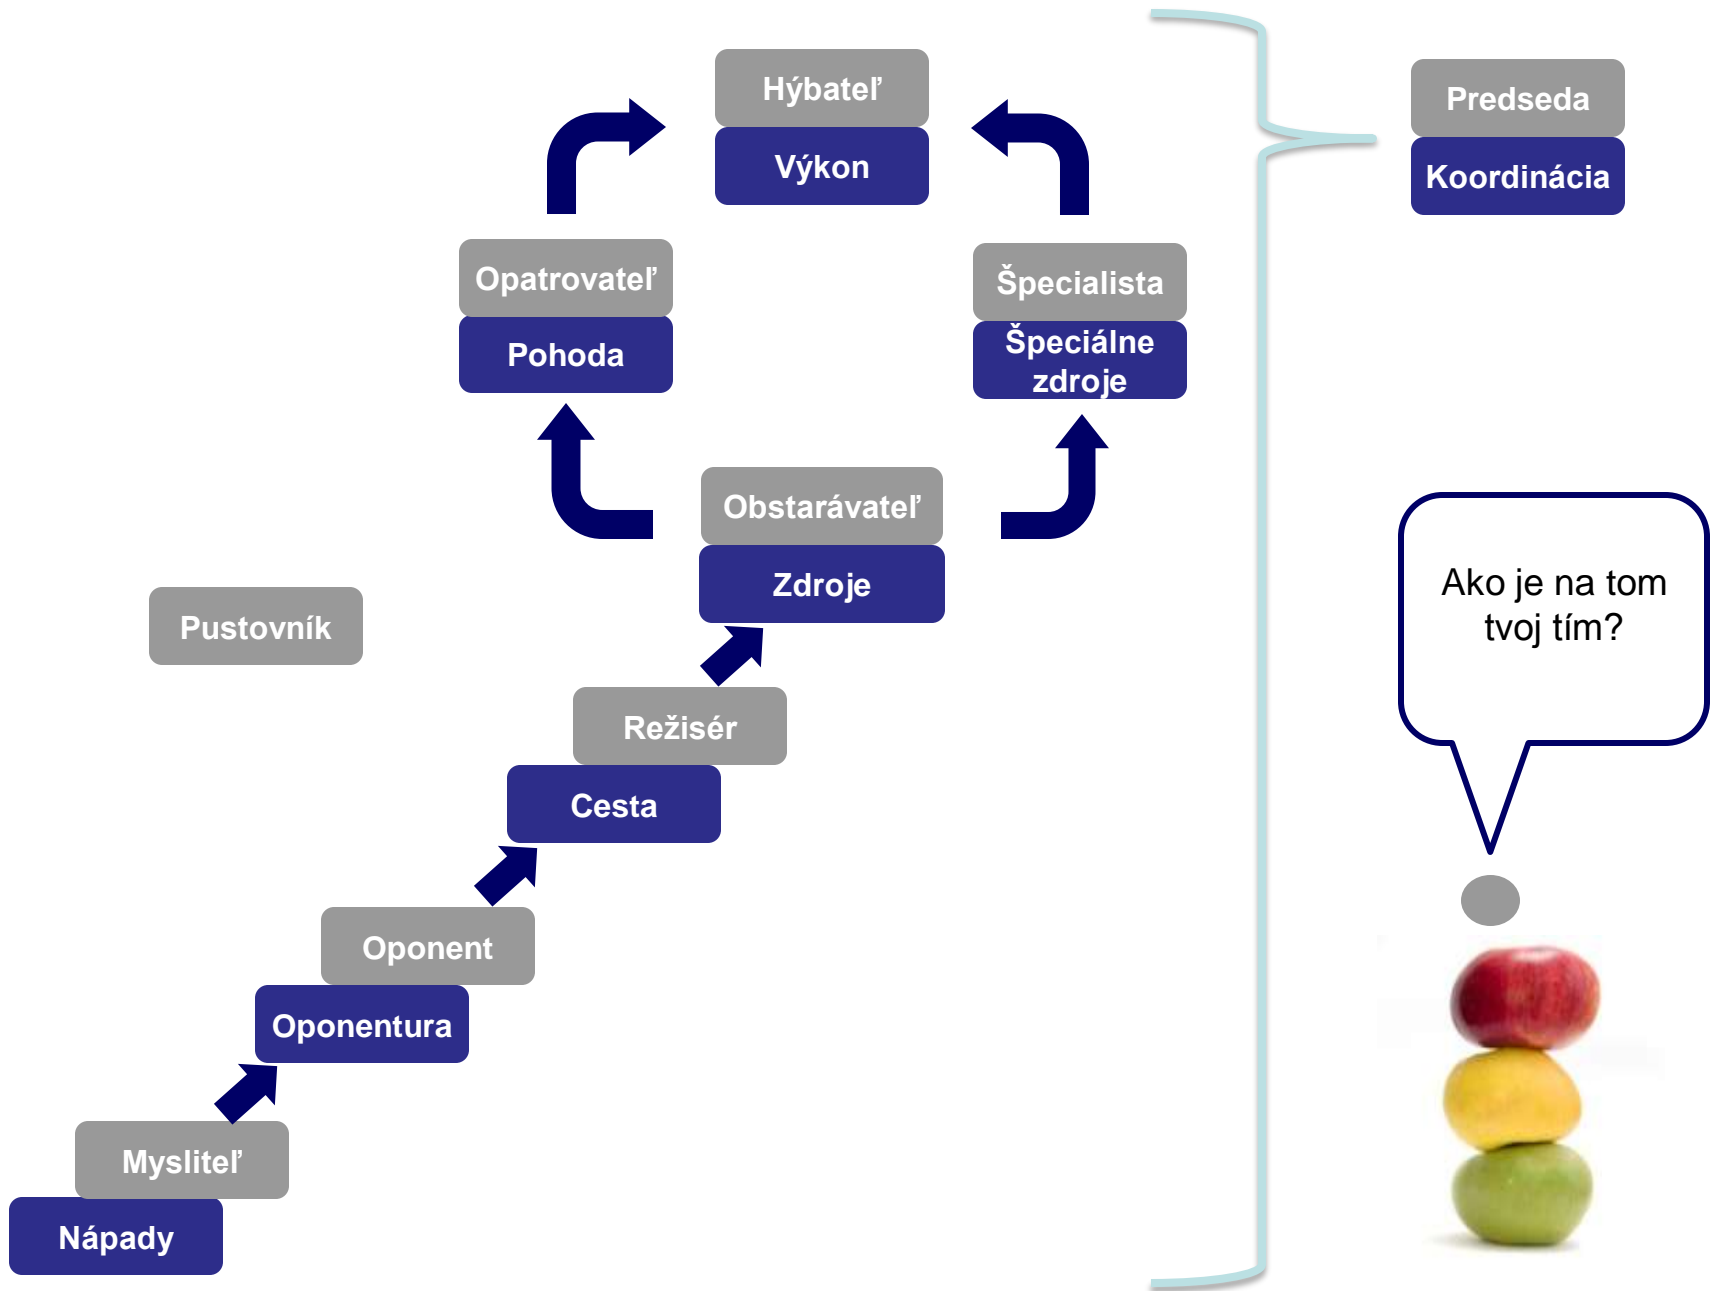 Hýbateľ
Výkon
Predseda
Koordinácia
Opatrovateľ
Pohoda
Špecialista
Špeciálne
zdroje
Obstarávateľ
Zdroje
Ako je na tom
tvoj tím?
Pustovník
Režisér
Cesta
Oponent
Oponentura
Mysliteľ
Nápady